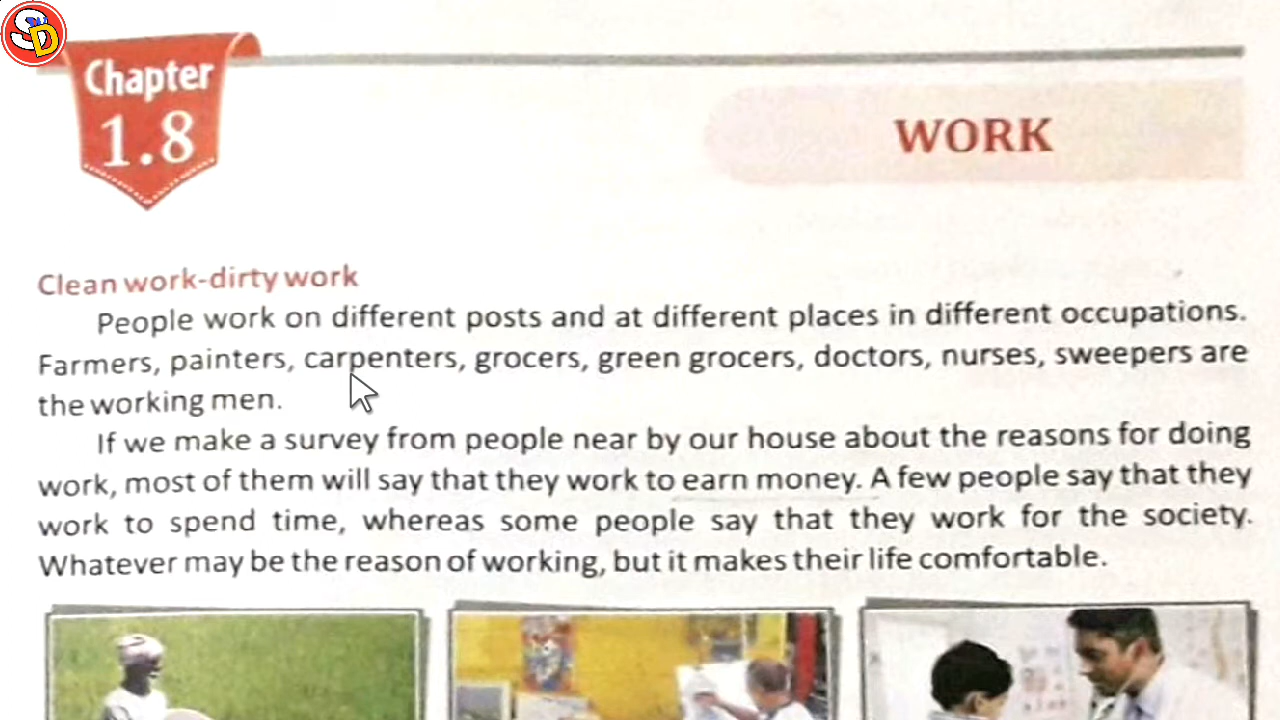 SD
Chapter
1.8
WORK
Clean work-dirty work
People work on different posts and at different places in different occupations.
Farmers, painters, carpenters, grocers, green grocers, doctors, nurses, sweepers are
the working men.
If we make a survey from people near by our house about the reasons for doing
work, most of them will say that they work to earn money. A few people say that they
work to spend time, whereas some people say that they work for the society.
Whatever may be the reason of working, but it makes their life comfortable.